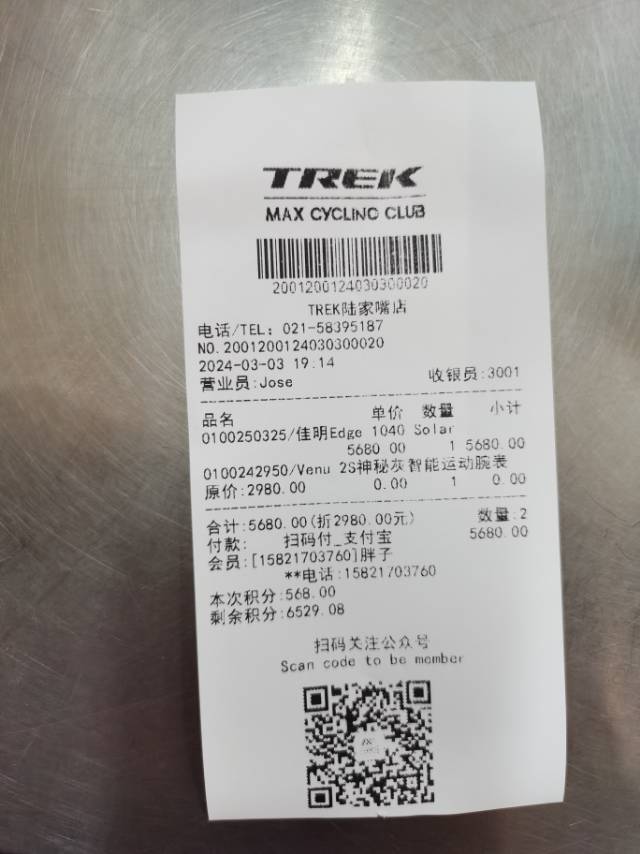 TREK
MAX CYCLING CLUB
2001200124030300020
TREK陆家嘴店
电话/TEL: 021-58395187
NO.2001200124030300020
2024-03-03 19:14
营业员:Jose 收银员:3001
品名 单价 数量 小计
0100250325/佳明Edge 1040 Solar
5680.00 1 5680.00
0100242950/Venu 2S神秘灰智能运动腕表
原价:2980.00 0.00 1 0.00
合计:5680.00(折2980.00元) 数量:2
付款: 扫码付_支付宝 5680.00
会员:[15821703760]胖子
**电话:15821703760
本次积分:568.00
剩余积分:6529.08
扫码关注公众号
Scan code to be member